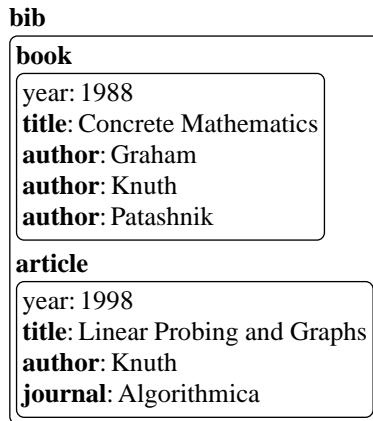 bib
book
year: 1988
title: Concrete Mathematics
author: Graham
author: Knuth
author: Patashnik
article
year: 1998
title: Linear Probing and Graphs
author: Knuth
journal: Algorithmica